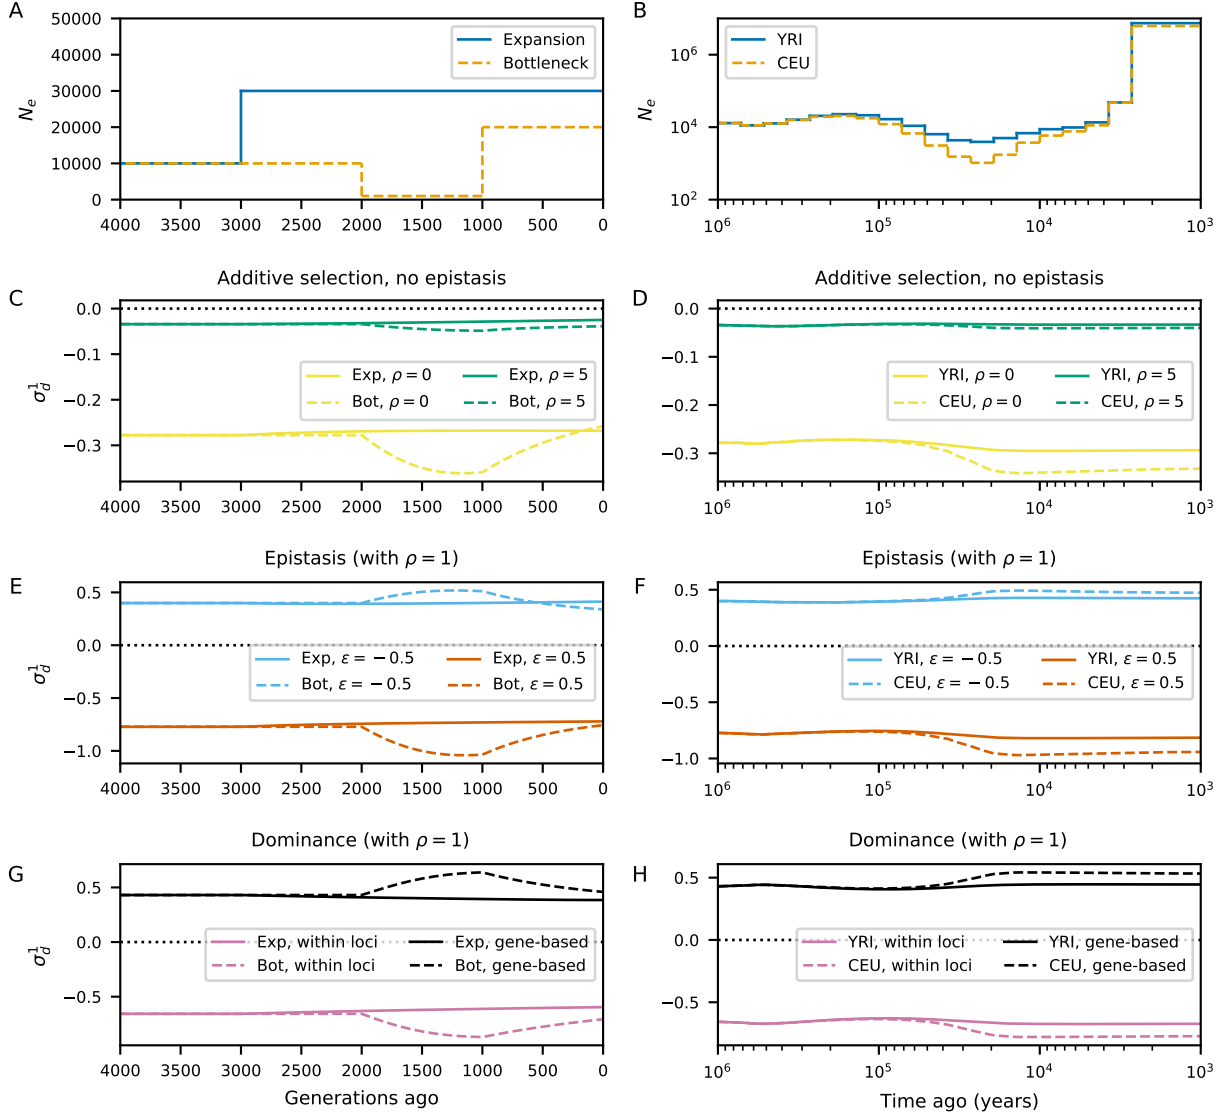 A
50000
40000
30000
20000
10000
0
N_e
Expansion
Bottleneck
4000 3500 3000 2500 2000 1500 1000 500 0
B
10^6
10^4
10^2
N_e
YRI
CEU
10^6 10^5 10^4 10^3
Additive selection, no epistasis
C
0.0
−0.1
−0.2
−0.3
σ_d^1
Exp, ρ = 0 Exp, ρ = 5
Bot, ρ = 0 Bot, ρ = 5
4000 3500 3000 2500 2000 1500 1000 500 0
Additive selection, no epistasis
D
0.0
−0.1
−0.2
−0.3
YRI, ρ = 0 YRI, ρ = 5
CEU, ρ = 0 CEU, ρ = 5
10^6 10^5 10^4 10^3
Epistasis (with ρ = 1)
E
0.5
0.0
−0.5
−1.0
σ_d^1
Exp, ε = −0.5 Exp, ε = 0.5
Bot, ε = −0.5 Bot, ε = 0.5
4000 3500 3000 2500 2000 1500 1000 500 0
Epistasis (with ρ = 1)
F
0.5
0.0
−0.5
−1.0
YRI, ε = −0.5 YRI, ε = 0.5
CEU, ε = −0.5 CEU, ε = 0.5
10^6 10^5 10^4 10^3
Dominance (with ρ = 1)
G
0.5
0.0
−0.5
σ_d^1
Exp, within loci Exp, gene-based
Bot, within loci Bot, gene-based
4000 3500 3000 2500 2000 1500 1000 500 0
Generations ago
Dominance (with ρ = 1)
H
0.5
0.0
−0.5
YRI, within loci YRI, gene-based
CEU, within loci CEU, gene-based
10^6 10^5 10^4 10^3
Time ago (years)